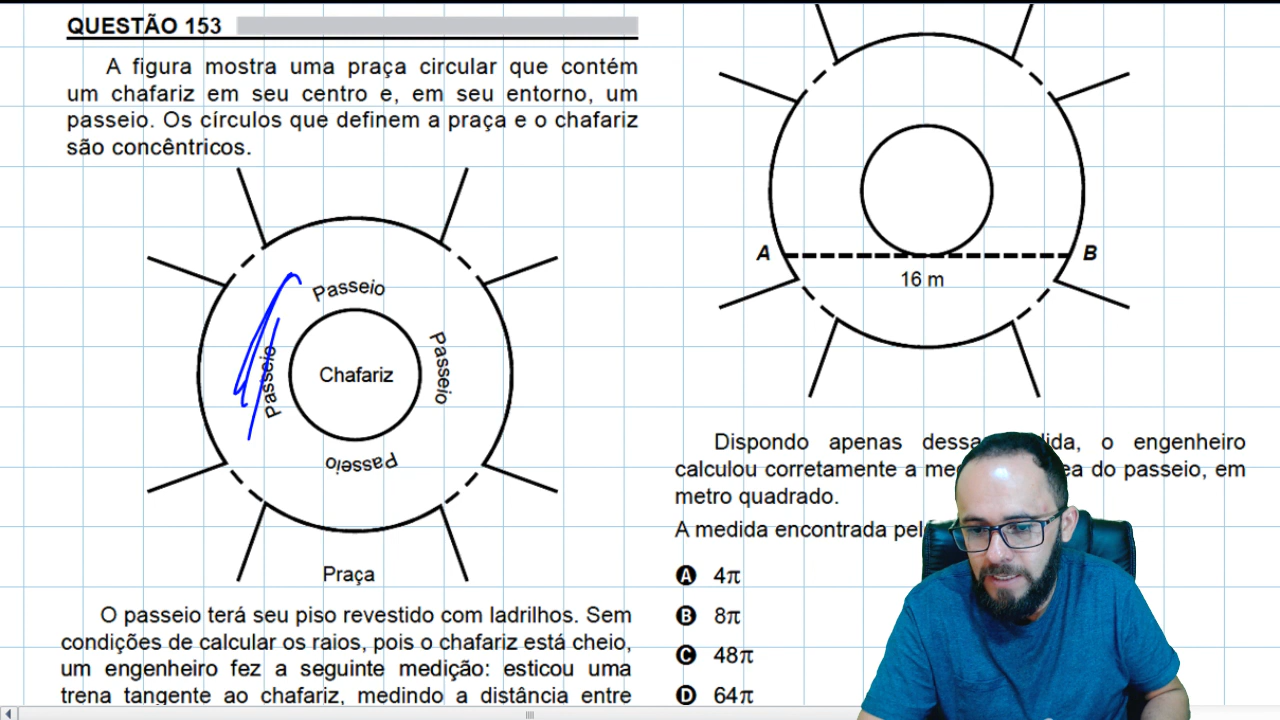 QUESTÃO 153
A figura mostra uma praça circular que contém
um chafariz em seu centro e, em seu entorno, um
passeio. Os círculos que definem a praça e o chafariz
são concêntricos.
Passeio
Passeio
Chafariz
Passeio
Passeio
Praça
O passeio terá seu piso revestido com ladrilhos. Sem
condições de calcular os raios, pois o chafariz está cheio,
um engenheiro fez a seguinte medição: esticou uma
trena tangente ao chafariz, medindo a distância entre
A
B
16 m
Dispondo apenas dessa o engenheiro
calculou corretamente a do passeio, em
metro quadrado.
A medida encontrada
A 4π
B 8π
C 48π
D 64π